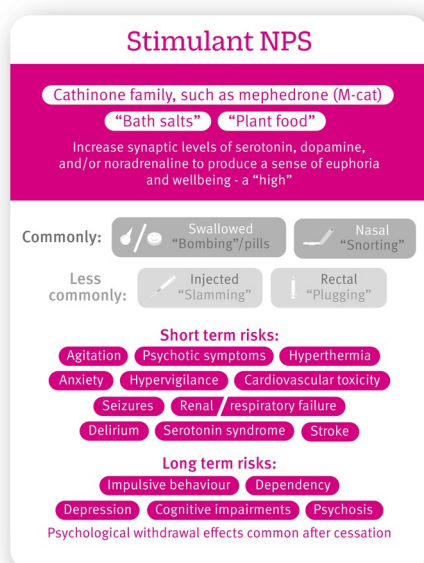 Stimulant NPS
Cathinone family, such as mephedrone (M-cat)
“Bath salts” “Plant food”
Increase synaptic levels of serotonin, dopamine,
and/or noradrenaline to produce a sense of euphoria
and wellbeing - a “high”
Commonly: Swallowed “Bombing”/pills Nasal “Snorting”
Less commonly: Injected “Slamming” Rectal “Plugging”
Short term risks:
Agitation Psychotic symptoms Hyperthermia
Anxiety Hypervigilance Cardiovascular toxicity
Seizures Renal / respiratory failure
Delirium Serotonin syndrome Stroke
Long term risks:
Impulsive behaviour Dependency
Depression Cognitive impairments Psychosis
Psychological withdrawal effects common after cessation